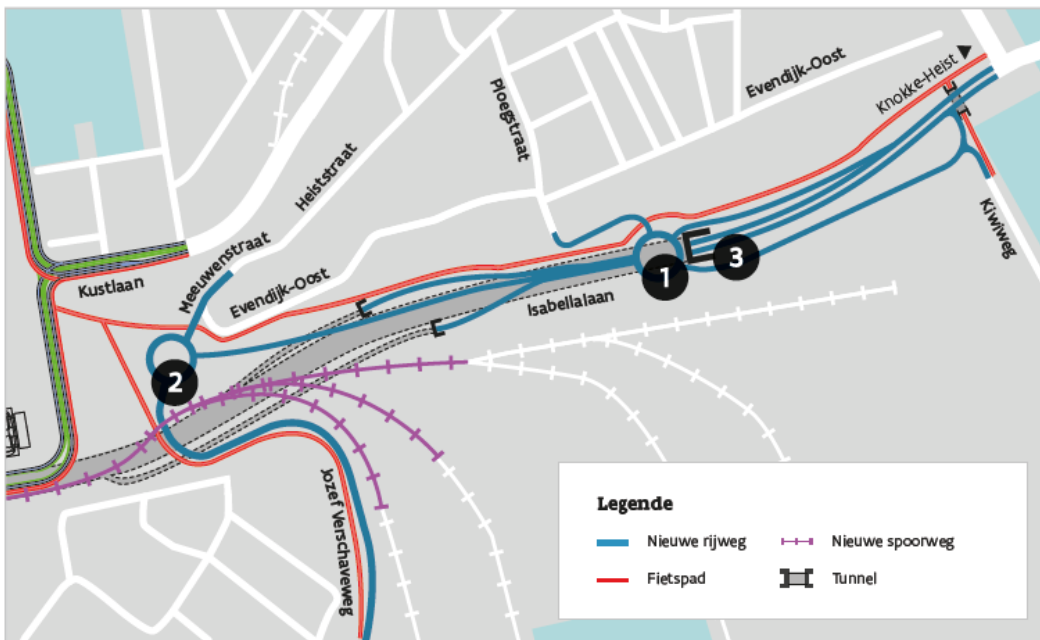 Evendijk-Oost
Knokke-Heist
Ploegstraat
Heiststraat
Kiwiweg
Meeuwenstraat
Evendijk-Oost
Kustlaan
Isabellalaan
1
3
2
Jozef Verschaveweg
Legende
Nieuwe rijweg
Nieuwe spoorweg
Fietspad
Tunnel